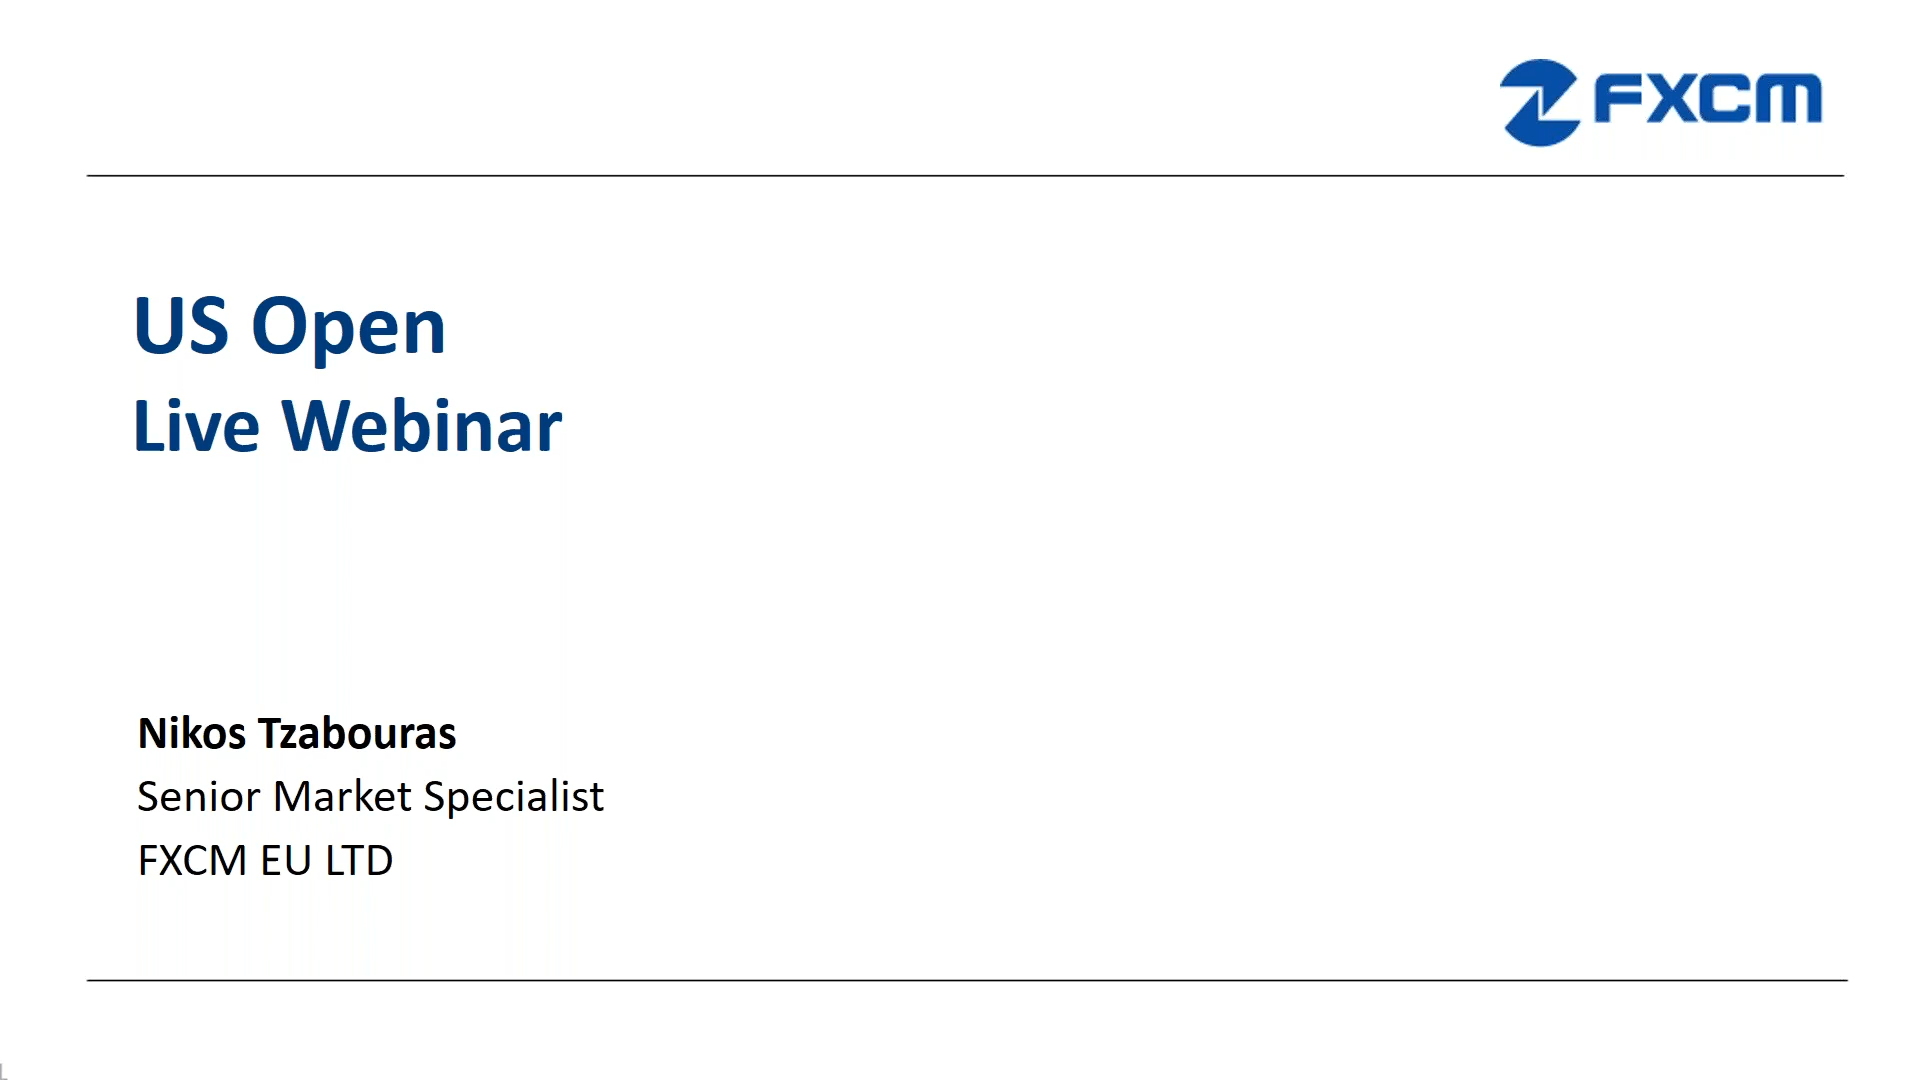 FXCM
US Open
Live Webinar
Nikos Tzabouras
Senior Market Specialist
FXCM EU LTD